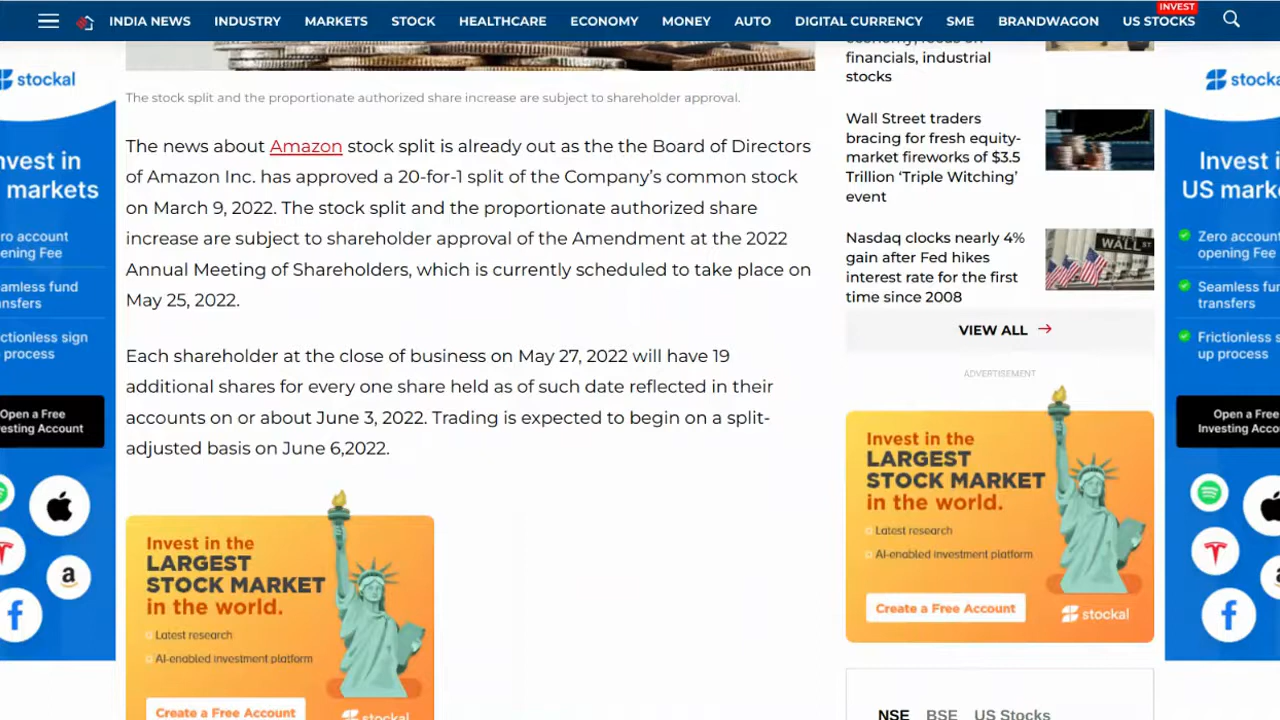 INDIA NEWS INDUSTRY MARKETS STOCK HEALTHCARE ECONOMY MONEY AUTO DIGITAL CURRENCY SME BRANDWAGON US STOCKS
INVEST
The stock split and the proportionate authorized share increase are subject to shareholder approval.
The news about Amazon stock split is already out as the the Board of Directors
of Amazon Inc. has approved a 20-for-1 split of the Company’s common stock
on March 9, 2022. The stock split and the proportionate authorized share
increase are subject to shareholder approval of the Amendment at the 2022
Annual Meeting of Shareholders, which is currently scheduled to take place on
May 25, 2022.
Each shareholder at the close of business on May 27, 2022 will have 19
additional shares for every one share held as of such date reflected in their
accounts on or about June 3, 2022. Trading is expected to begin on a split-
adjusted basis on June 6,2022.
Invest in the
LARGEST
STOCK MARKET
in the world.
Latest research
AI-enabled investment platform
Create a Free Account
stockal
financials, industrial
stocks
Wall Street traders
bracing for fresh equity-
market fireworks of $3.5
Trillion ‘Triple Witching’
event
Nasdaq clocks nearly 4%
gain after Fed hikes
interest rate for the first
time since 2008
WALL ST
VIEW ALL
ADVERTISEMENT
Invest in the
LARGEST
STOCK MARKET
in the world.
Latest research
AI-enabled investment platform
Create a Free Account
stockal
NSE BSE US Stocks
stockal
nvest in
markets
ro account
ening Fee
amless fund
nsfers
ctionless sign
process
Open a Free
esting Account
a
f
stocka
Invest i
US mark
Zero account
opening Fee
Seamless fun
transfers
Frictionless s
up process
Open a Free
Investing Acco
f